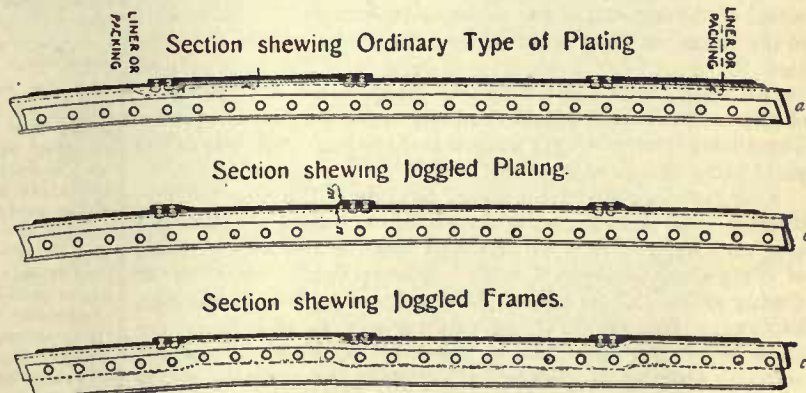 LINER OR
PACKING
Section shewing Ordinary Type of Plating
LINER OR
PACKING
a
Section shewing Joggled Plating.
Section shewing Joggled Frames.
c